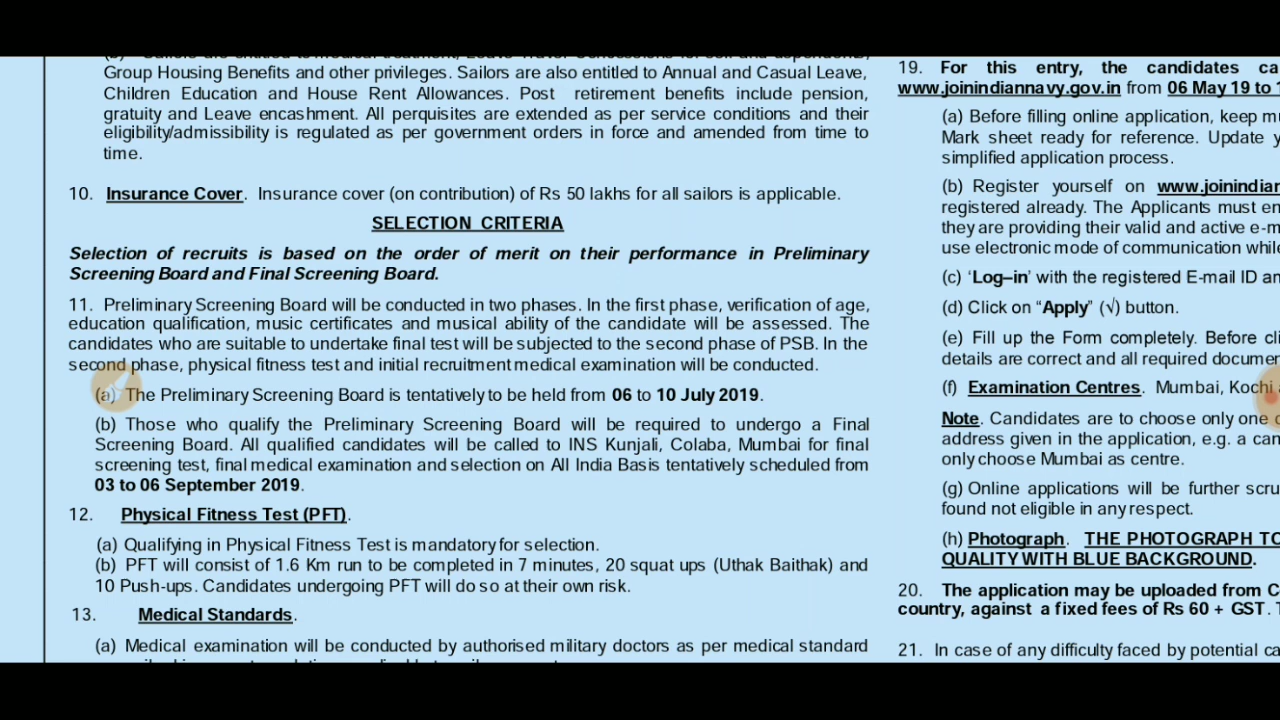 Group Housing Benefits and other privileges. Sailors are also entitled to Annual and Casual Leave,
Children Education and House Rent Allowances. Post retirement benefits include pension,
gratuity and Leave encashment. All perquisites are extended as per service conditions and their
eligibility/admissibility is regulated as per government orders in force and amended from time to
time.
10. Insurance Cover. Insurance cover (on contribution) of Rs 50 lakhs for all sailors is applicable.
SELECTION CRITERIA
Selection of recruits is based on the order of merit on their performance in Preliminary
Screening Board and Final Screening Board.
11. Preliminary Screening Board will be conducted in two phases. In the first phase, verification of age,
education qualification, music certificates and musical ability of the candidate will be assessed. The
candidates who are suitable to undertake final test will be subjected to the second phase of PSB. In the
second phase, physical fitness test and initial recruitment medical examination will be conducted.
(a) The Preliminary Screening Board is tentatively to be held from 06 to 10 July 2019.
(b) Those who qualify the Preliminary Screening Board will be required to undergo a Final
Screening Board. All qualified candidates will be called to INS Kunjali, Colaba, Mumbai for final
screening test, final medical examination and selection on All India Basis tentatively scheduled from
03 to 06 September 2019.
12. Physical Fitness Test (PFT).
(a) Qualifying in Physical Fitness Test is mandatory for selection.
(b) PFT will consist of 1.6 Km run to be completed in 7 minutes, 20 squat ups (Uthak Baithak) and
10 Push-ups. Candidates undergoing PFT will do so at their own risk.
13. Medical Standards.
(a) Medical examination will be conducted by authorised military doctors as per medical standard
19. For this entry, the candidates ca
www.joinindiannavy.gov.in from 06 May 19 to 1
(a) Before filling online application, keep m
Mark sheet ready for reference. Update y
simplified application process.
(b) Register yourself on www.joinindian
registered already. The Applicants must en
they are providing their valid and active e-m
use electronic mode of communication while
(c) ‘Log–in’ with the registered E-mail ID an
(d) Click on “Apply” (√) button.
(e) Fill up the Form completely. Before cli
details are correct and all required documen
(f) Examination Centres. Mumbai, Kochi
Note. Candidates are to choose only one
address given in the application, e.g. a can
only choose Mumbai as centre.
(g) Online applications will be further scru
found not eligible in any respect.
(h) Photograph. THE PHOTOGRAPH TO
QUALITY WITH BLUE BACKGROUND.
20. The application may be uploaded from C
country, against a fixed fees of Rs 60 + GST.
21. In case of any difficulty faced by potential ca